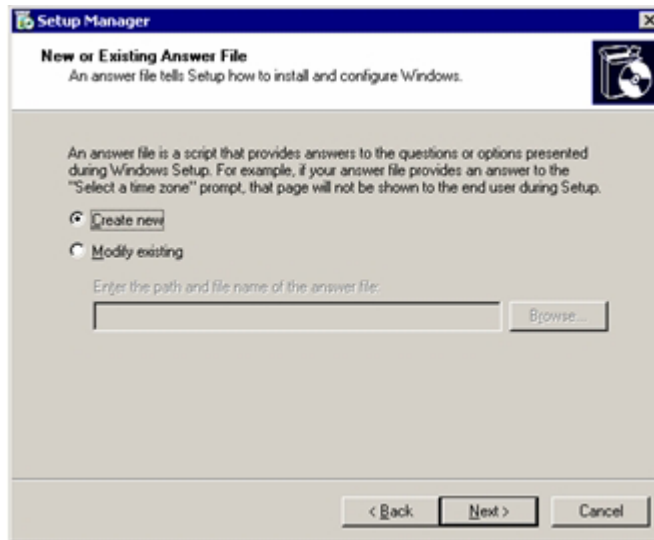 Setup Manager
New or Existing Answer File
An answer file tells Setup how to install and configure Windows.
An answer file is a script that provides answers to the questions or options presented
during Windows Setup. For example, if your answer file provides an answer to the
"Select a time zone" prompt, that page will not be shown to the end user during Setup.
Create new
Modify existing
Enter the path and file name of the answer file:
Browse...
< Back
Next >
Cancel